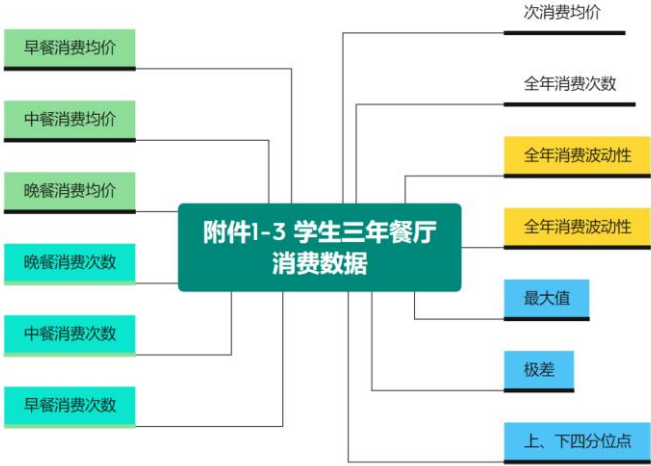 早餐消费均价
中餐消费均价
晚餐消费均价
晚餐消费次数
中餐消费次数
早餐消费次数
附件1-3 学生三年餐厅
消费数据
次消费均价
全年消费次数
全年消费波动性
全年消费波动性
最大值
极差
上、下四分位点